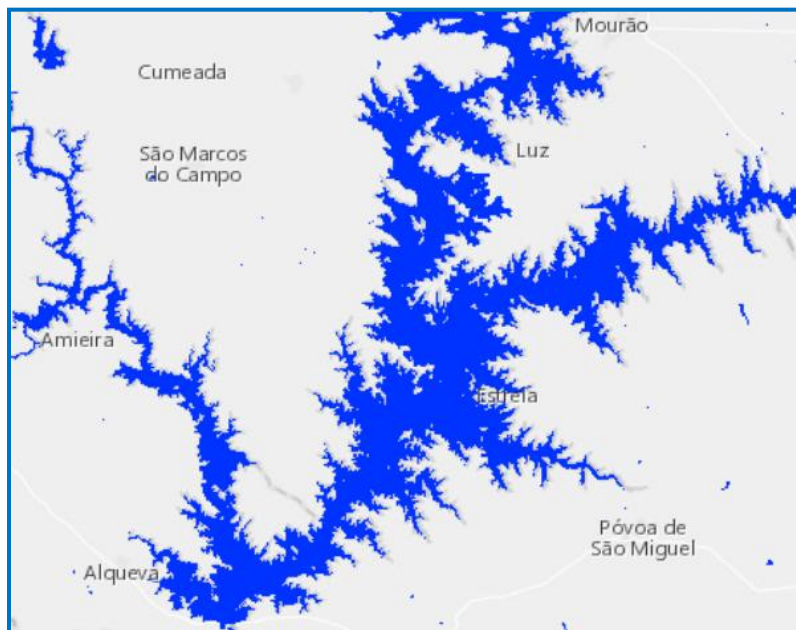 Mourão
Cumeada
São Marcos
do Campo
Luz
Amieira
Estrela
Póvoa de
São Miguel
Alqueva